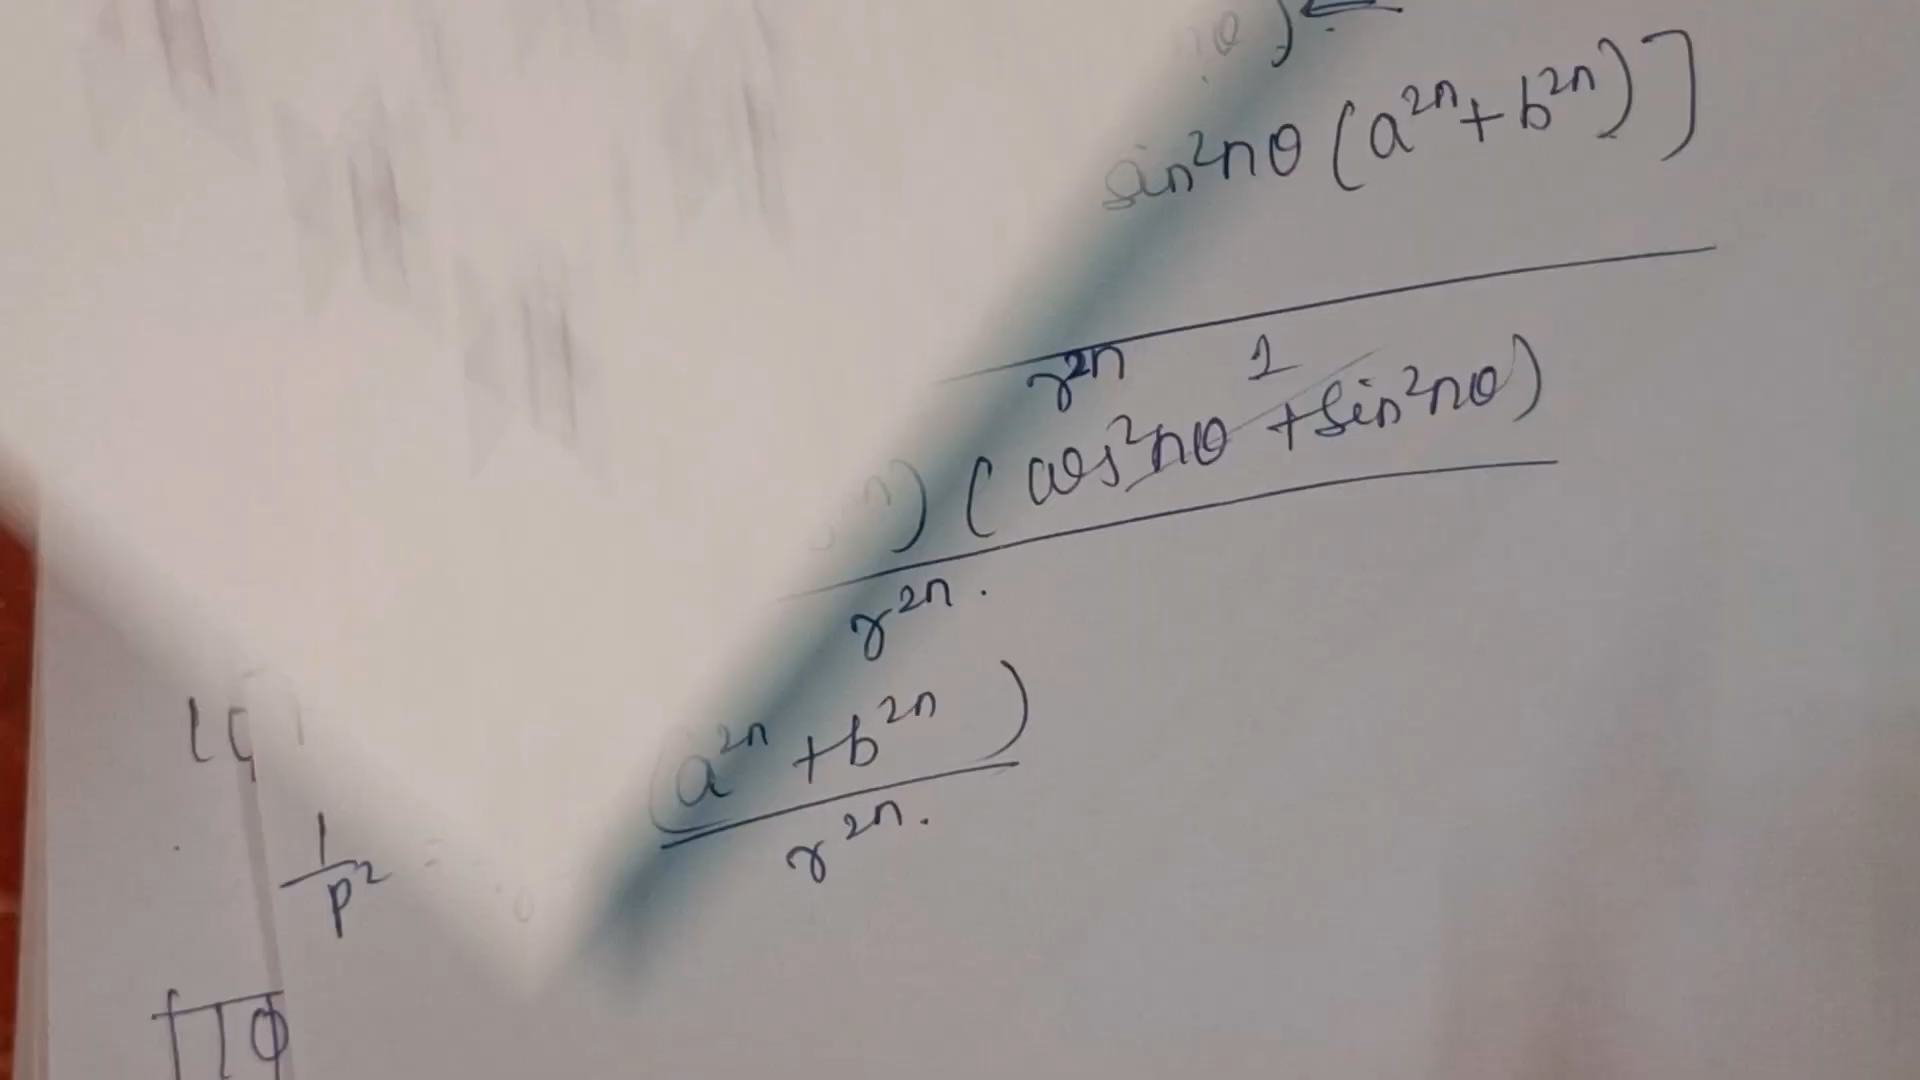 θ)
sin²nθ (a²ⁿ + b²ⁿ) ]
r²ⁿ 1
) (cos²nθ + sin²nθ)
r²ⁿ.
(a²ⁿ + b²ⁿ)
r²ⁿ.
1
p² =